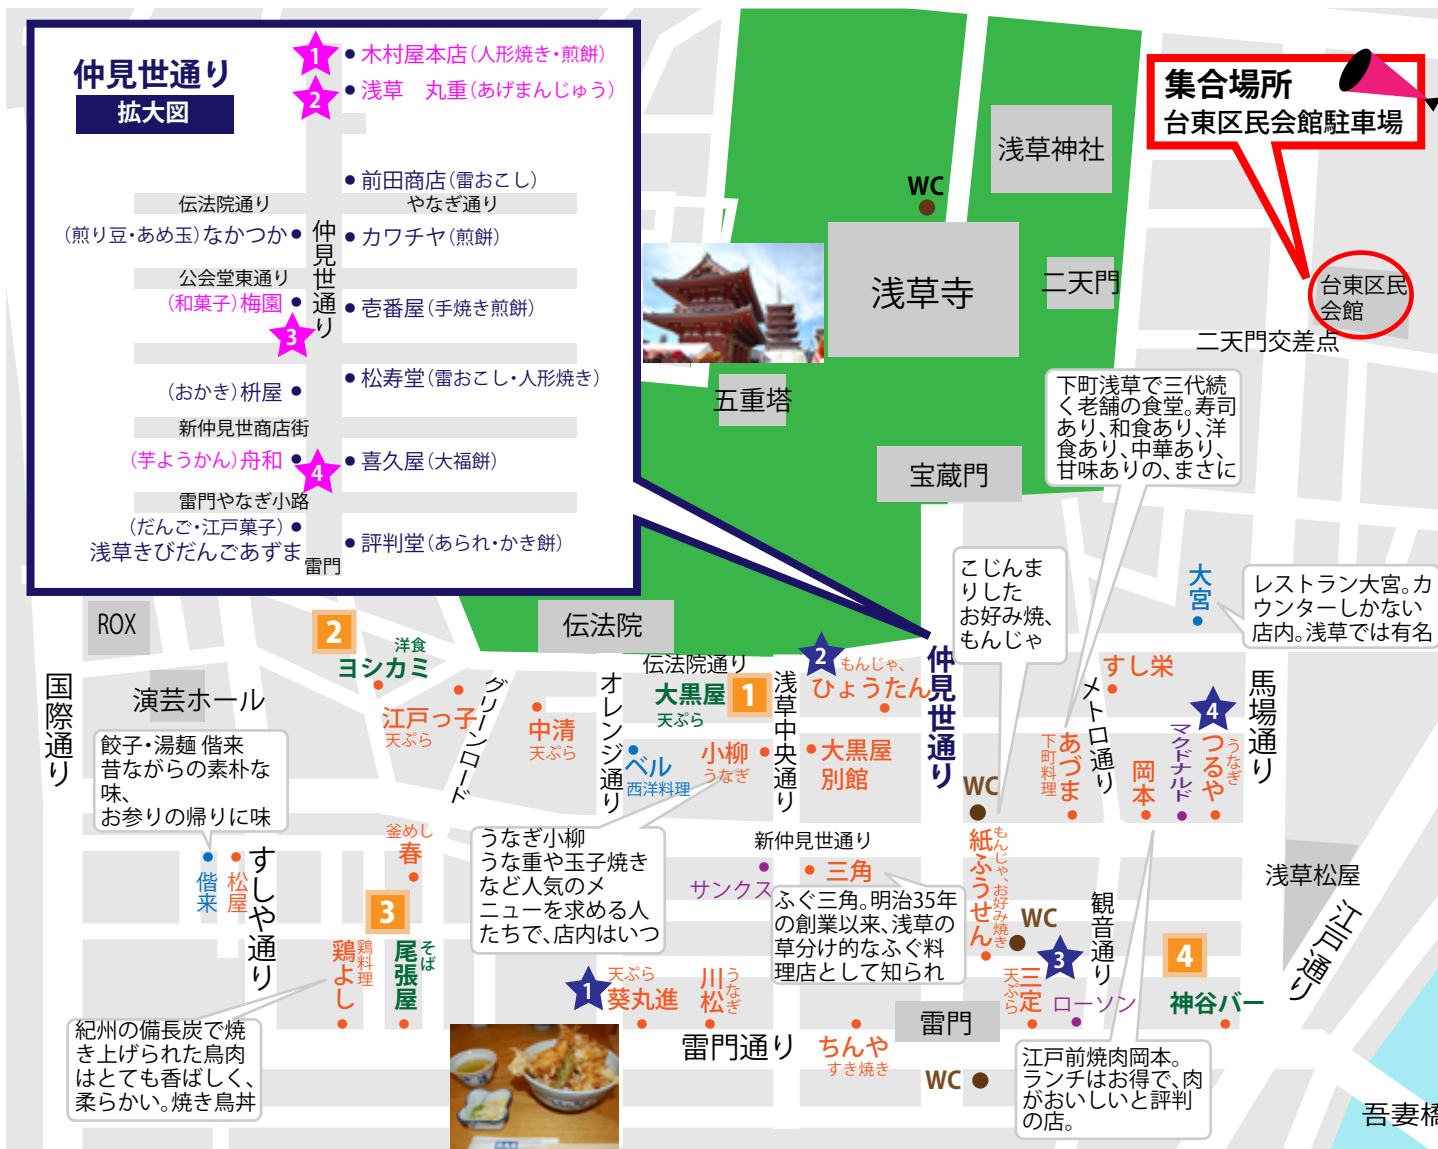 仲見世通り
拡大図
1
木村屋本店(人形焼き・煎餅)
2
浅草　丸重(あげまんじゅう)
前田商店(雷おこし)
伝法院通り
やなぎ通り
(煎り豆・あめ玉)なかつか
仲見世通り
カワチヤ(煎餅)
公会堂東通り
(和菓子)梅園
壱番屋(手焼き煎餅)
3
松寿堂(雷おこし・人形焼き)
(おかき)枡屋
新仲見世商店街
(芋ようかん)舟和
4
喜久屋(大福餅)
雷門やなぎ小路
(だんご・江戸菓子)
浅草きびだんごあずま
評判堂(あられ・かき餅)
雷門
集合場所
台東区民会館駐車場
浅草神社
WC
浅草寺
二天門
台東区民
会館
二天門交差点
五重塔
宝蔵門
下町浅草で三代続
く老舗の食堂。寿司
あり、和食あり、洋
食あり、中華あり、
甘味ありの、まさに
こじんま
りした
お好み焼、
もんじゃ
大宮
レストラン大宮。カ
ウンターしかない
店内。浅草では有名
ROX
2
洋食
ヨシカミ
伝法院
伝法院通り
2
もんじゃ、
ひょうたん
仲見世通り
すし栄
国際通り
演芸ホール
江戸っ子
天ぷら
グリーンロード
中清
天ぷら
オレンジ通り
大黒屋
天ぷら
1
浅草中央通り
メトロ通り
4
馬場通り
餃子・湯麺 偕来
昔ながらの素朴な
味、
お参りの帰りに味
ベル
西洋料理
小柳
うなぎ
大黒屋
別館
WC
下町料理
あづま
岡本
マクドナルド
つるや
うなぎ
釜めし
春
うなぎ小柳
うな重や玉子焼き
など人気のメ
ニューを求める人
たちで、店内はいつ
新仲見世通り
サンクス
三角
紙ふうせん
もんじゃ、お好み焼き
浅草松屋
偕来
松屋
すしや通り
3
ふぐ三角。明治35年
の創業以来、浅草の
草分け的なふぐ料
理店として知られ
WC
観音通り
江戸通り
鶏よし
鶏料理
尾張屋
そば
1
天ぷら
葵丸進
川松
うなぎ
3
天ぷら
三定
ローソン
4
神谷バー
紀州の備長炭で焼
き上げられた鳥肉
はとても香ばしく、
柔らかい。焼き鳥丼
雷門通り
ちんや
すき焼き
雷門
WC
江戸前焼肉岡本。
ランチはお得で、肉
がおいしいと評判
の店。
吾妻橋